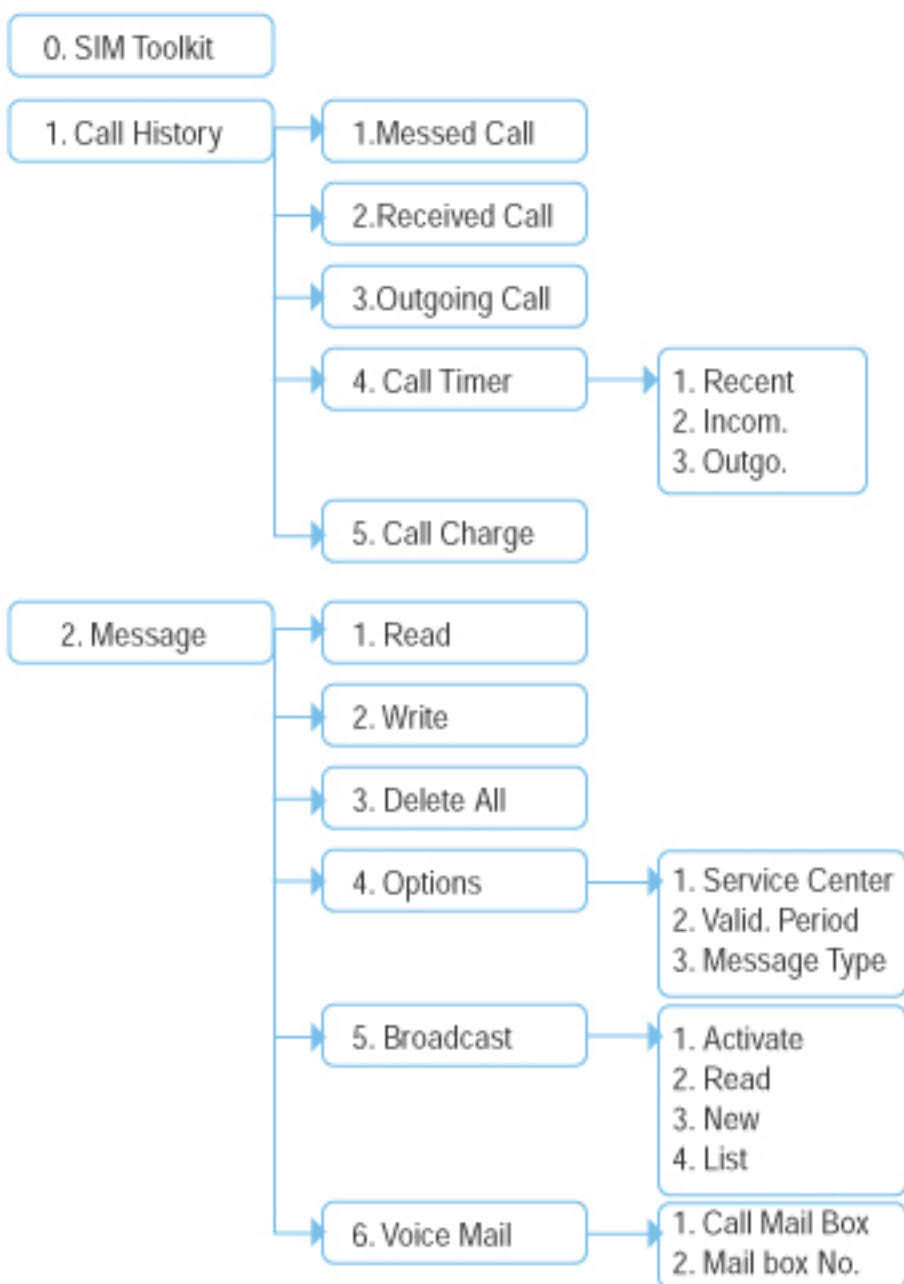 0. SIM Toolkit
1. Call History
1.Messed Call
2.Received Call
3.Outgoing Call
4. Call Timer
1. Recent
2. Incom.
3. Outgo.
5. Call Charge
2. Message
1. Read
2. Write
3. Delete All
4. Options
1. Service Center
2. Valid. Period
3. Message Type
5. Broadcast
1. Activate
2. Read
3. New
4. List
6. Voice Mail
1. Call Mail Box
2. Mail box No.